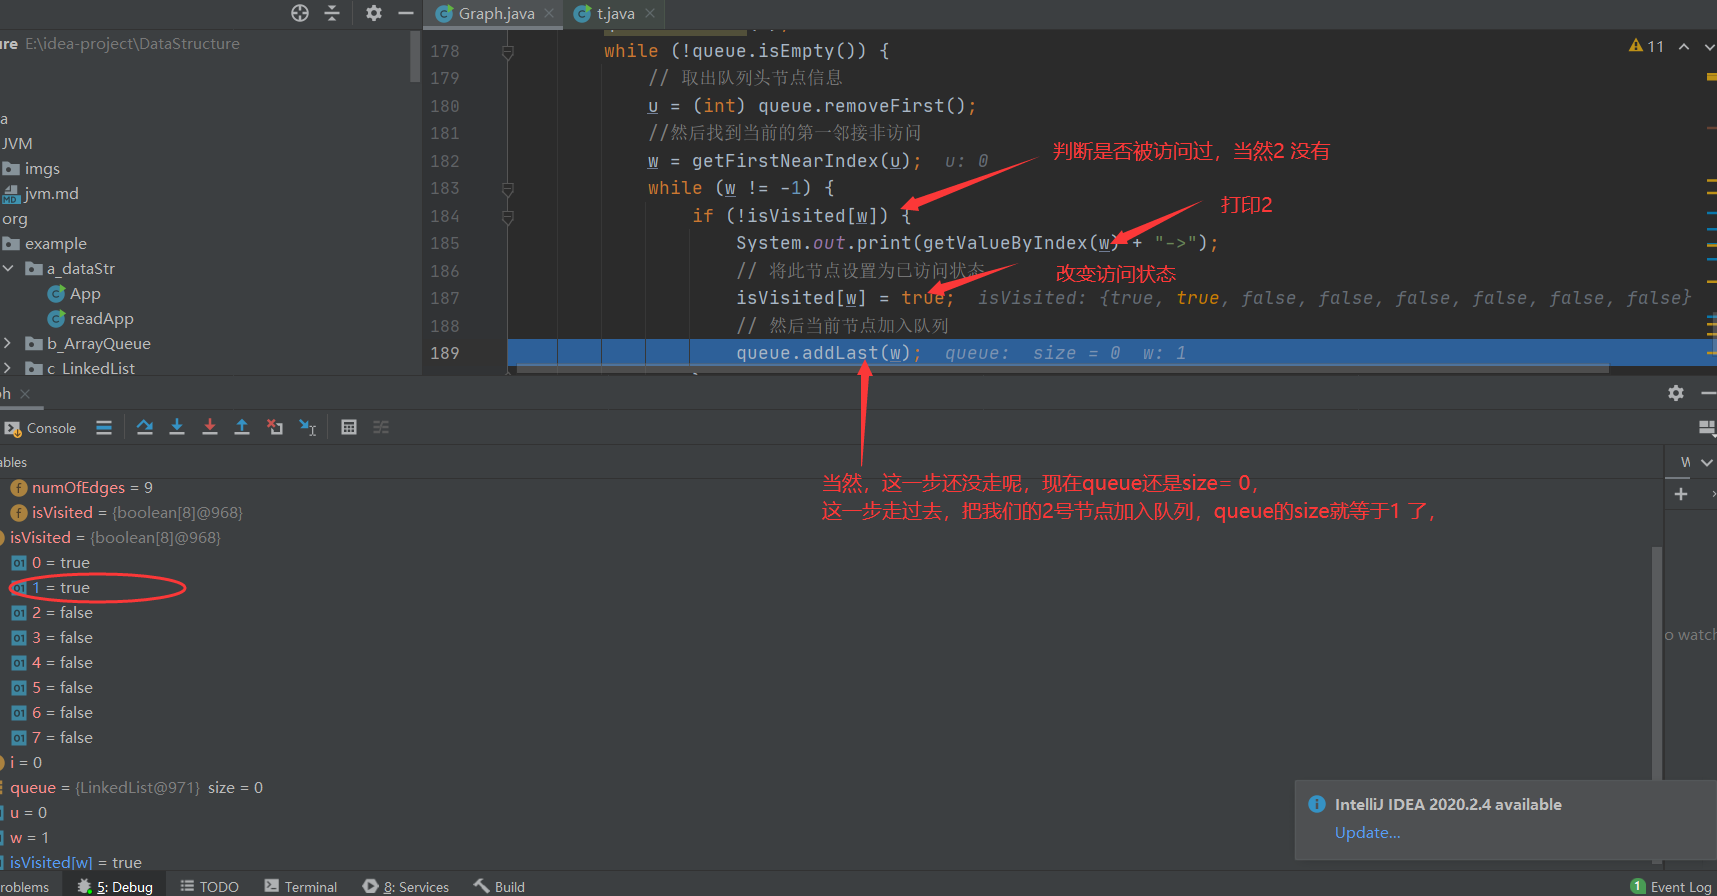 Graph.java
t.java
re E:\idea-project\DataStructure
a
JVM
imgs
jvm.md
org
example
a_dataStr
App
readApp
b_ArrayQueue
c_LinkedList
11
178 while (!queue.isEmpty()) {
179 // 取出队列头节点信息
180 u = (int) queue.removeFirst();
181 //然后找到当前的第一邻接非访问
182 w = getFirstNearIndex(u); u: 0
183 while (w != -1) {
184 if (!isVisited[w]) {
185 System.out.print(getValueByIndex(w) + "->");
186 // 将此节点设置为已访问状态
187 isVisited[w] = true; isVisited: {true, true, false, false, false, false, false, false}
188 // 然后当前节点加入队列
189 queue.addLast(w); queue: size = 0 w: 1
判断是否被访问过，当然2 没有
打印2
改变访问状态
当然，这一步还没走呢，现在queue还是size= 0，
这一步走过去，把我们的2号节点加入队列，queue的size就等于1 了，
ph
Console
ables
numOfEdges = 9
isVisited = {boolean[8]@968}
isVisited = {boolean[8]@968}
01 0 = true
01 1 = true
01 2 = false
01 3 = false
01 4 = false
01 5 = false
01 6 = false
01 7 = false
i = 0
queue = {LinkedList@971} size = 0
u = 0
w = 1
isVisited[w] = true
W
o watch
IntelliJ IDEA 2020.2.4 available
Update...
roblems
5: Debug
TODO
Terminal
8: Services
Build
1 Event Log